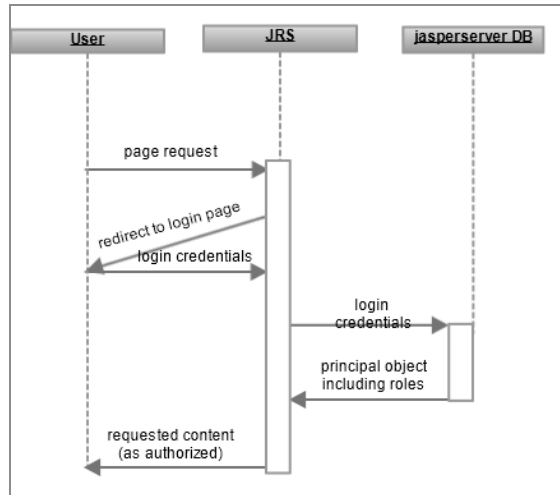 User
JRS
jasperserver DB
page request
redirect to login page
login credentials
login
credentials
principal object
including roles
requested content
(as authorized)